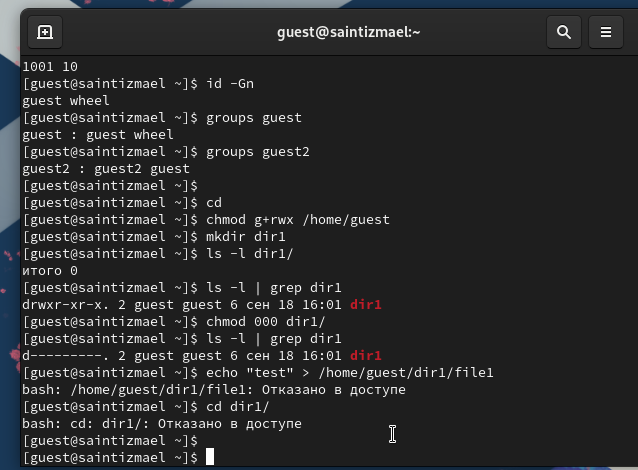 guest@saintizmael:~
1001 10
[guest@saintizmael ~]$ id -Gn
guest wheel
[guest@saintizmael ~]$ groups guest
guest : guest wheel
[guest@saintizmael ~]$ groups guest2
guest2 : guest2 guest
[guest@saintizmael ~]$
[guest@saintizmael ~]$ cd
[guest@saintizmael ~]$ chmod g+rwx /home/guest
[guest@saintizmael ~]$ mkdir dir1
[guest@saintizmael ~]$ ls -l dir1/
итого 0
[guest@saintizmael ~]$ ls -l | grep dir1
drwxr-xr-x. 2 guest guest 6 сен 18 16:01 dir1
[guest@saintizmael ~]$ chmod 000 dir1/
[guest@saintizmael ~]$ ls -l | grep dir1
d---------. 2 guest guest 6 сен 18 16:01 dir1
[guest@saintizmael ~]$ echo "test" > /home/guest/dir1/file1
bash: /home/guest/dir1/file1: Отказано в доступе
[guest@saintizmael ~]$ cd dir1/
bash: cd: dir1/: Отказано в доступе
[guest@saintizmael ~]$
[guest@saintizmael ~]$